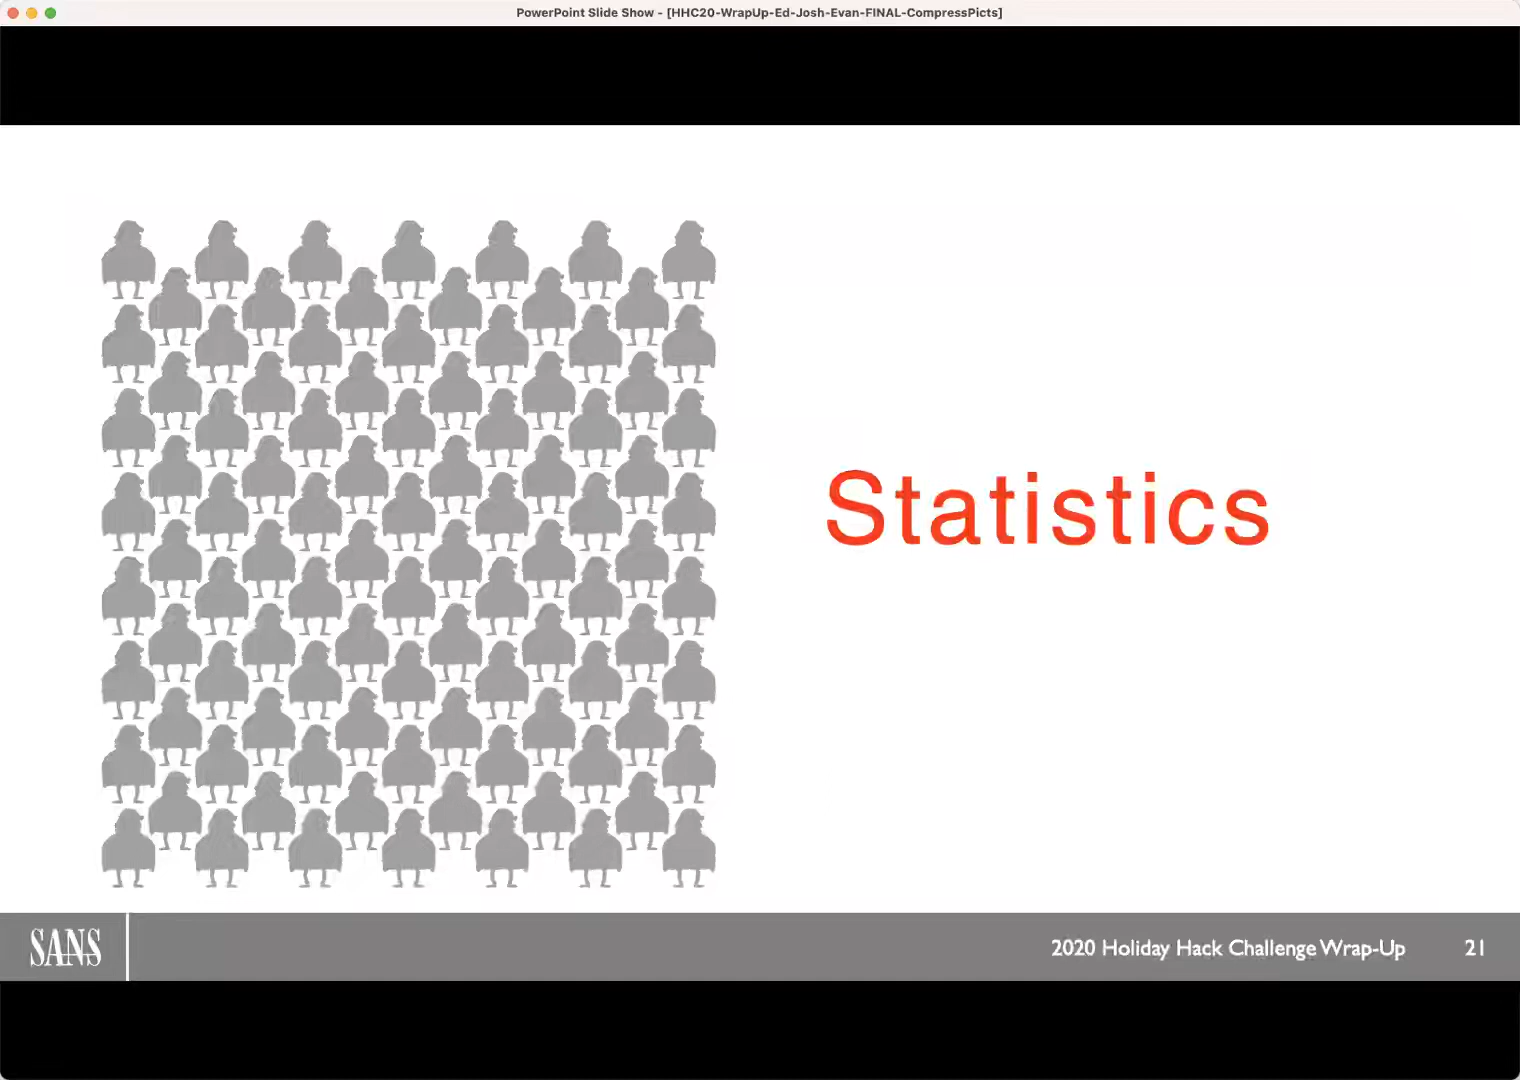 PowerPoint Slide Show - [HHC20-WrapUp-Ed-Josh-Evan-FINAL-CompressPicts]
Statistics
SANS
2020 Holiday Hack Challenge Wrap-Up 21